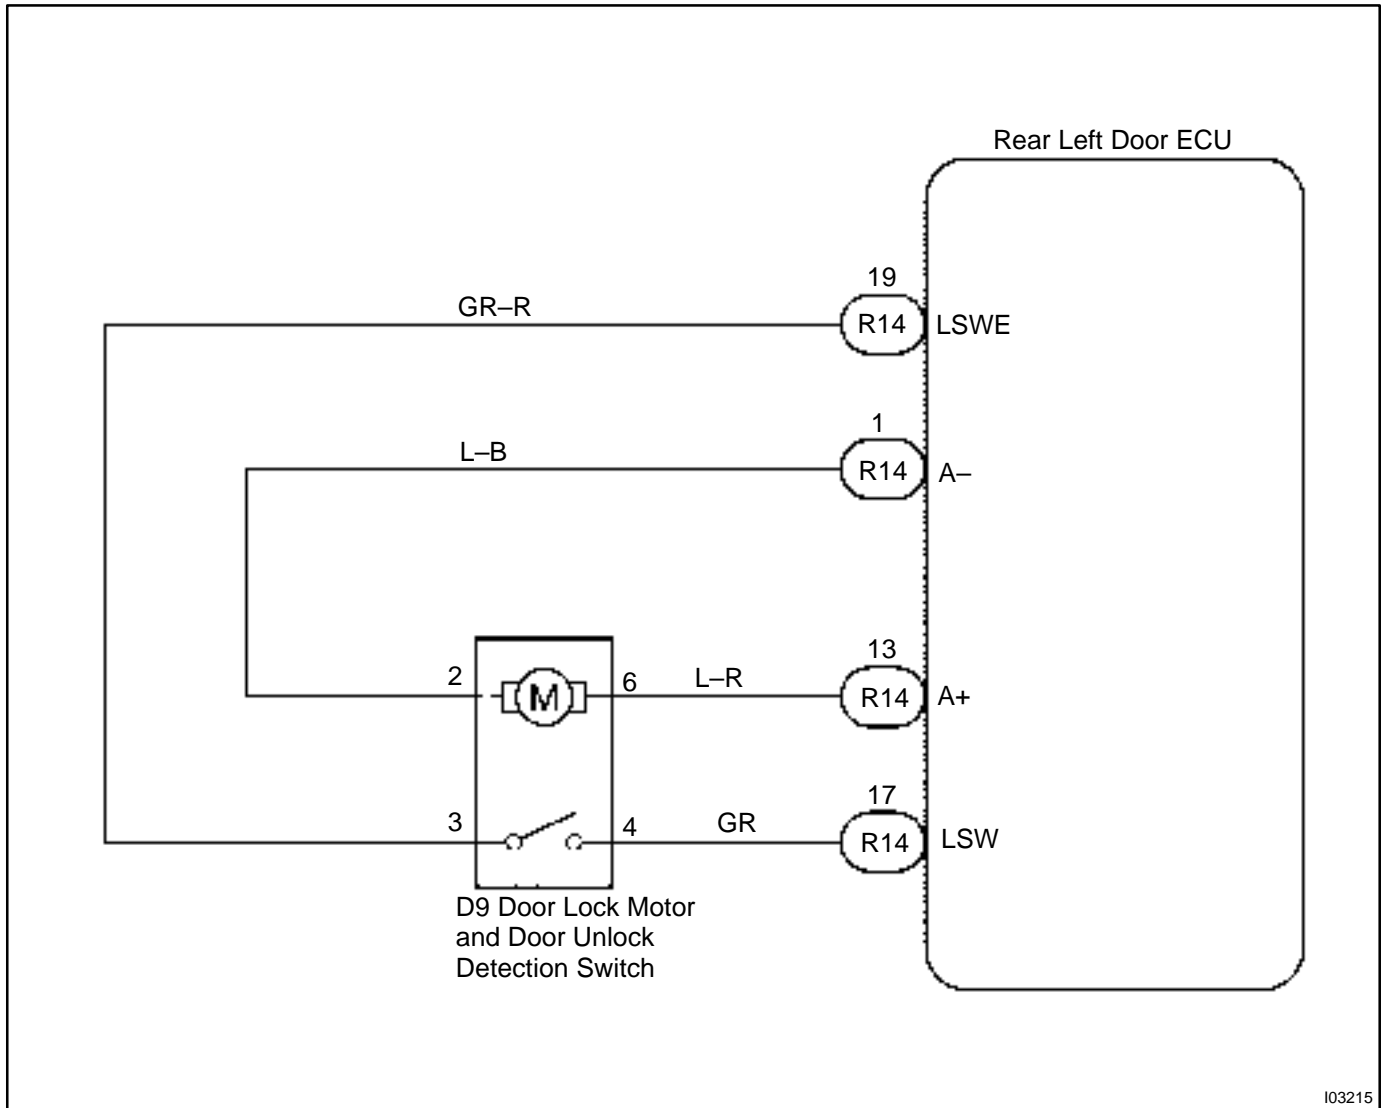 Rear Left Door ECU
19
GR–R
R14
LSWE
1
L–B
R14
A–
13
2
M
6
L–R
R14
A+
17
3
4
GR
R14
LSW
D9 Door Lock Motor
and Door Unlock
Detection Switch
I03215